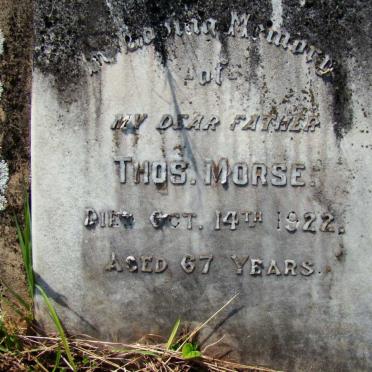 In Loving Memory
of
MY DEAR FATHER
THOS. MORSE.
DIED OCT. 14TH 1922.
AGED 67 YEARS.